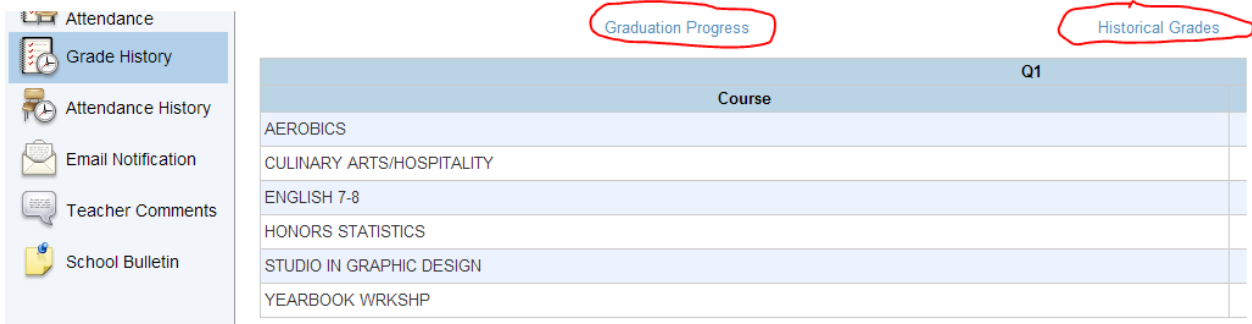 Attendance
Grade History
Attendance History
Email Notification
Teacher Comments
School Bulletin
Graduation Progress
Historical Grades
Q1
Course
AEROBICS
CULINARY ARTS/HOSPITALITY
ENGLISH 7-8
HONORS STATISTICS
STUDIO IN GRAPHIC DESIGN
YEARBOOK WRKSHP